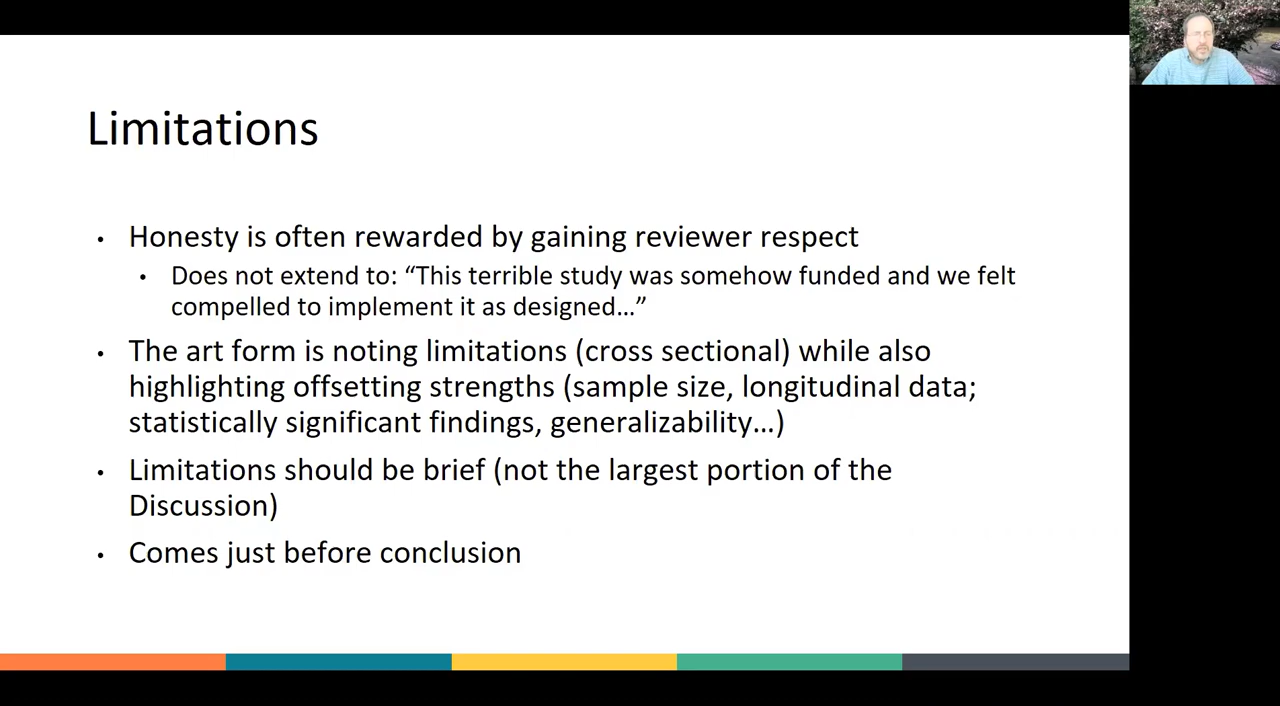 Limitations
• Honesty is often rewarded by gaining reviewer respect
• Does not extend to: “This terrible study was somehow funded and we felt
compelled to implement it as designed…”
• The art form is noting limitations (cross sectional) while also
highlighting offsetting strengths (sample size, longitudinal data;
statistically significant findings, generalizability…)
• Limitations should be brief (not the largest portion of the
Discussion)
• Comes just before conclusion